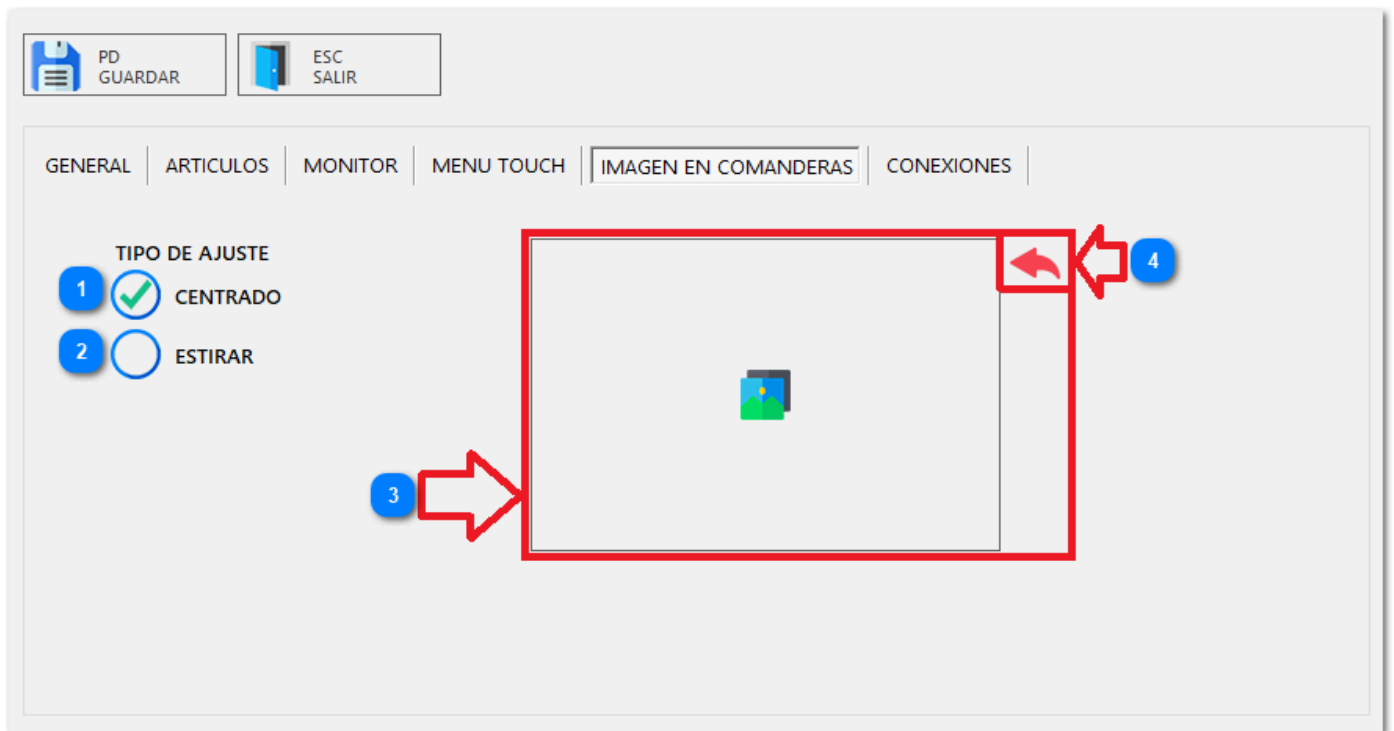 PD
GUARDAR
ESC
SALIR
GENERAL ARTICULOS MONITOR MENU TOUCH IMAGEN EN COMANDERAS CONEXIONES
TIPO DE AJUSTE
1 CENTRADO
2 ESTIRAR
3
4